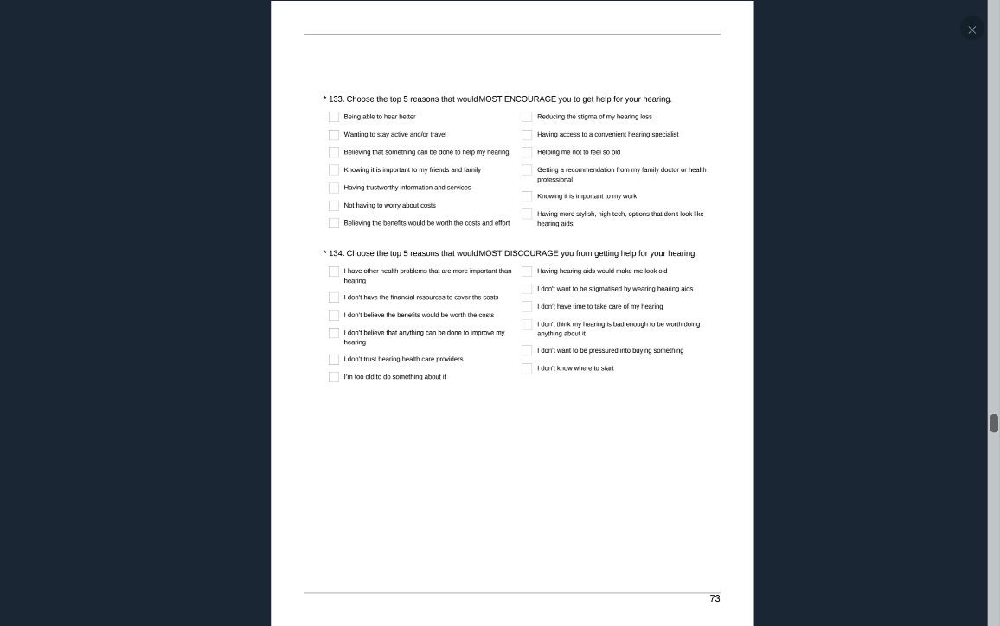 * 133. Choose the top 5 reasons that would MOST ENCOURAGE you to get help for your hearing.
Being able to hear better
Wanting to stay active and/or travel
Believing that something can be done to help my hearing
Knowing it is important to my friends and family
Having trustworthy information and services
Not having to worry about costs
Believing the benefits would be worth the costs and effort
Reducing the stigma of my hearing loss
Having access to a convenient hearing specialist
Helping me not to feel so old
Getting a recommendation from my family doctor or health
professional
Knowing it is important to my work
Having more stylish, high tech, options that don't look like
hearing aids
* 134. Choose the top 5 reasons that would MOST DISCOURAGE you from getting help for your hearing.
I have other health problems that are more important than
hearing
I don't have the financial resources to cover the costs
I don't believe the benefits would be worth the costs
I don't believe that anything can be done to improve my
hearing
I don't trust hearing health care providers
I'm too old to do something about it
Having hearing aids would make me look old
I don't want to be stigmatised by wearing hearing aids
I don't have time to take care of my hearing
I don't think my hearing is bad enough to be worth doing
anything about it
I don't want to be pressured into buying something
I don't know where to start
73